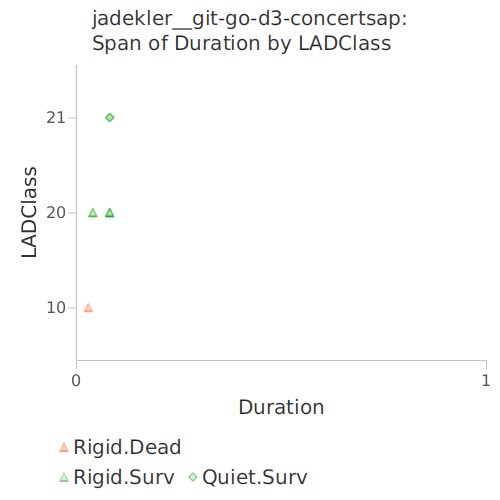 jadekler__git-go-d3-concertsap:
Span of Duration by LADClass
21
20
10
LADClass
0
1
Duration
Rigid.Dead
Rigid.Surv
Quiet.Surv